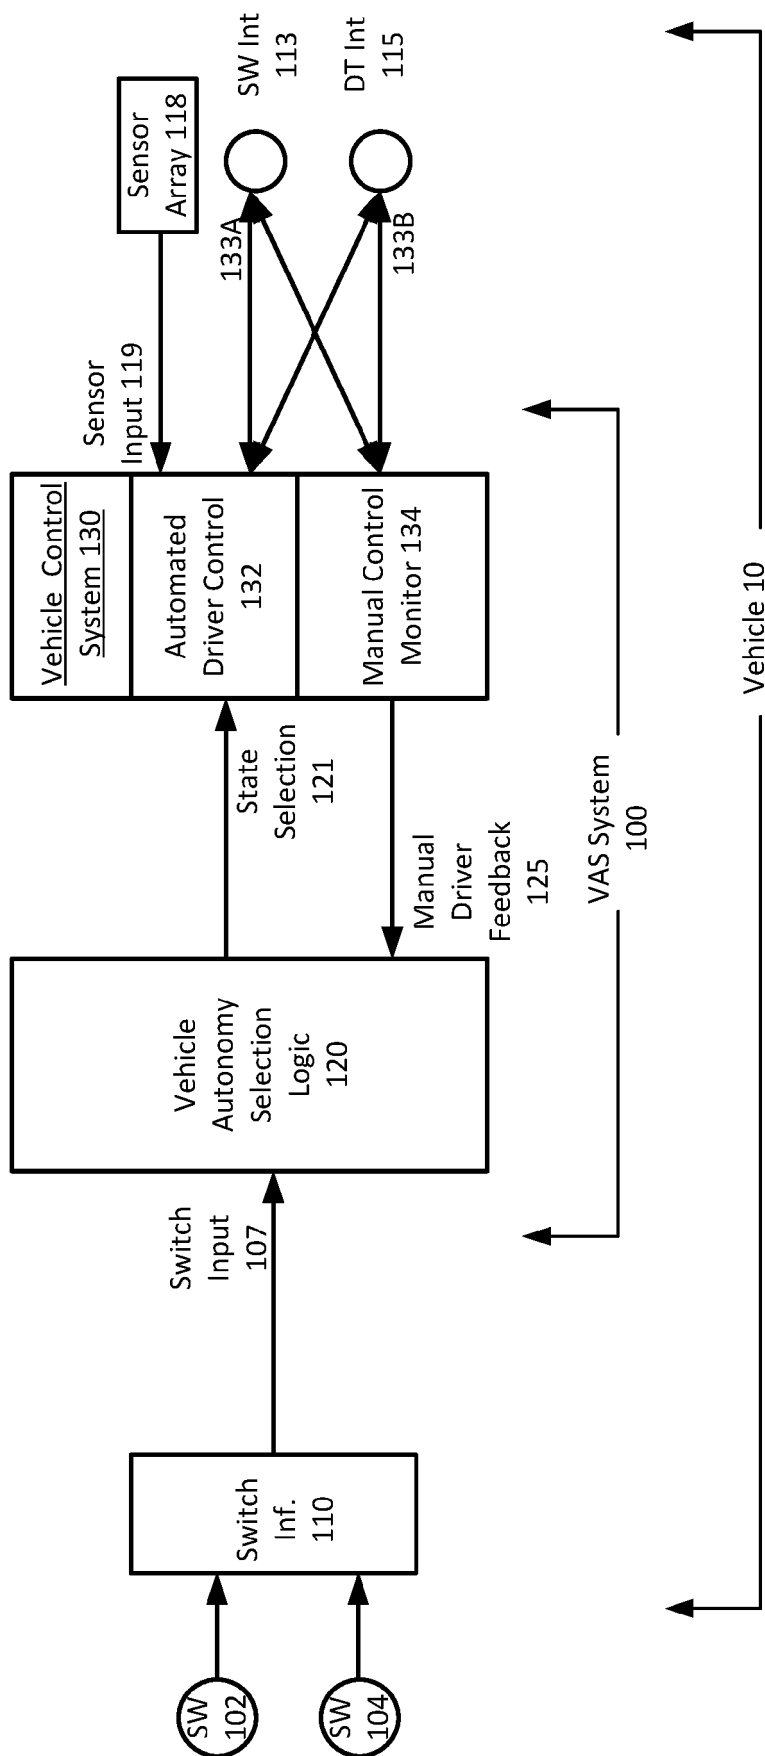 SW
102
SW
104
Switch
Inf.
110
Switch
Input
107
Vehicle
Autonomy
Selection
Logic
120
State
Selection
121
Manual
Driver
Feedback
125
Vehicle Control
System 130
Automated
Driver Control
132
Manual Control
Monitor 134
Sensor
Input 119
Sensor
Array 118
133A
133B
SW Int
113
DT Int
115
VAS System
100
Vehicle 10